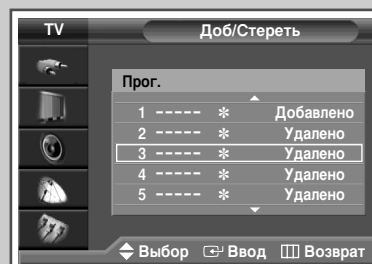 TV
Доб/Стереть
Прог.
1 ----- ✼ Добавлено
2 ----- ✼ Удалено
3 ----- ✼ Удалено
4 ----- ✼ Удалено
5 ----- ✼ Удалено
Выбор Ввод Возврат